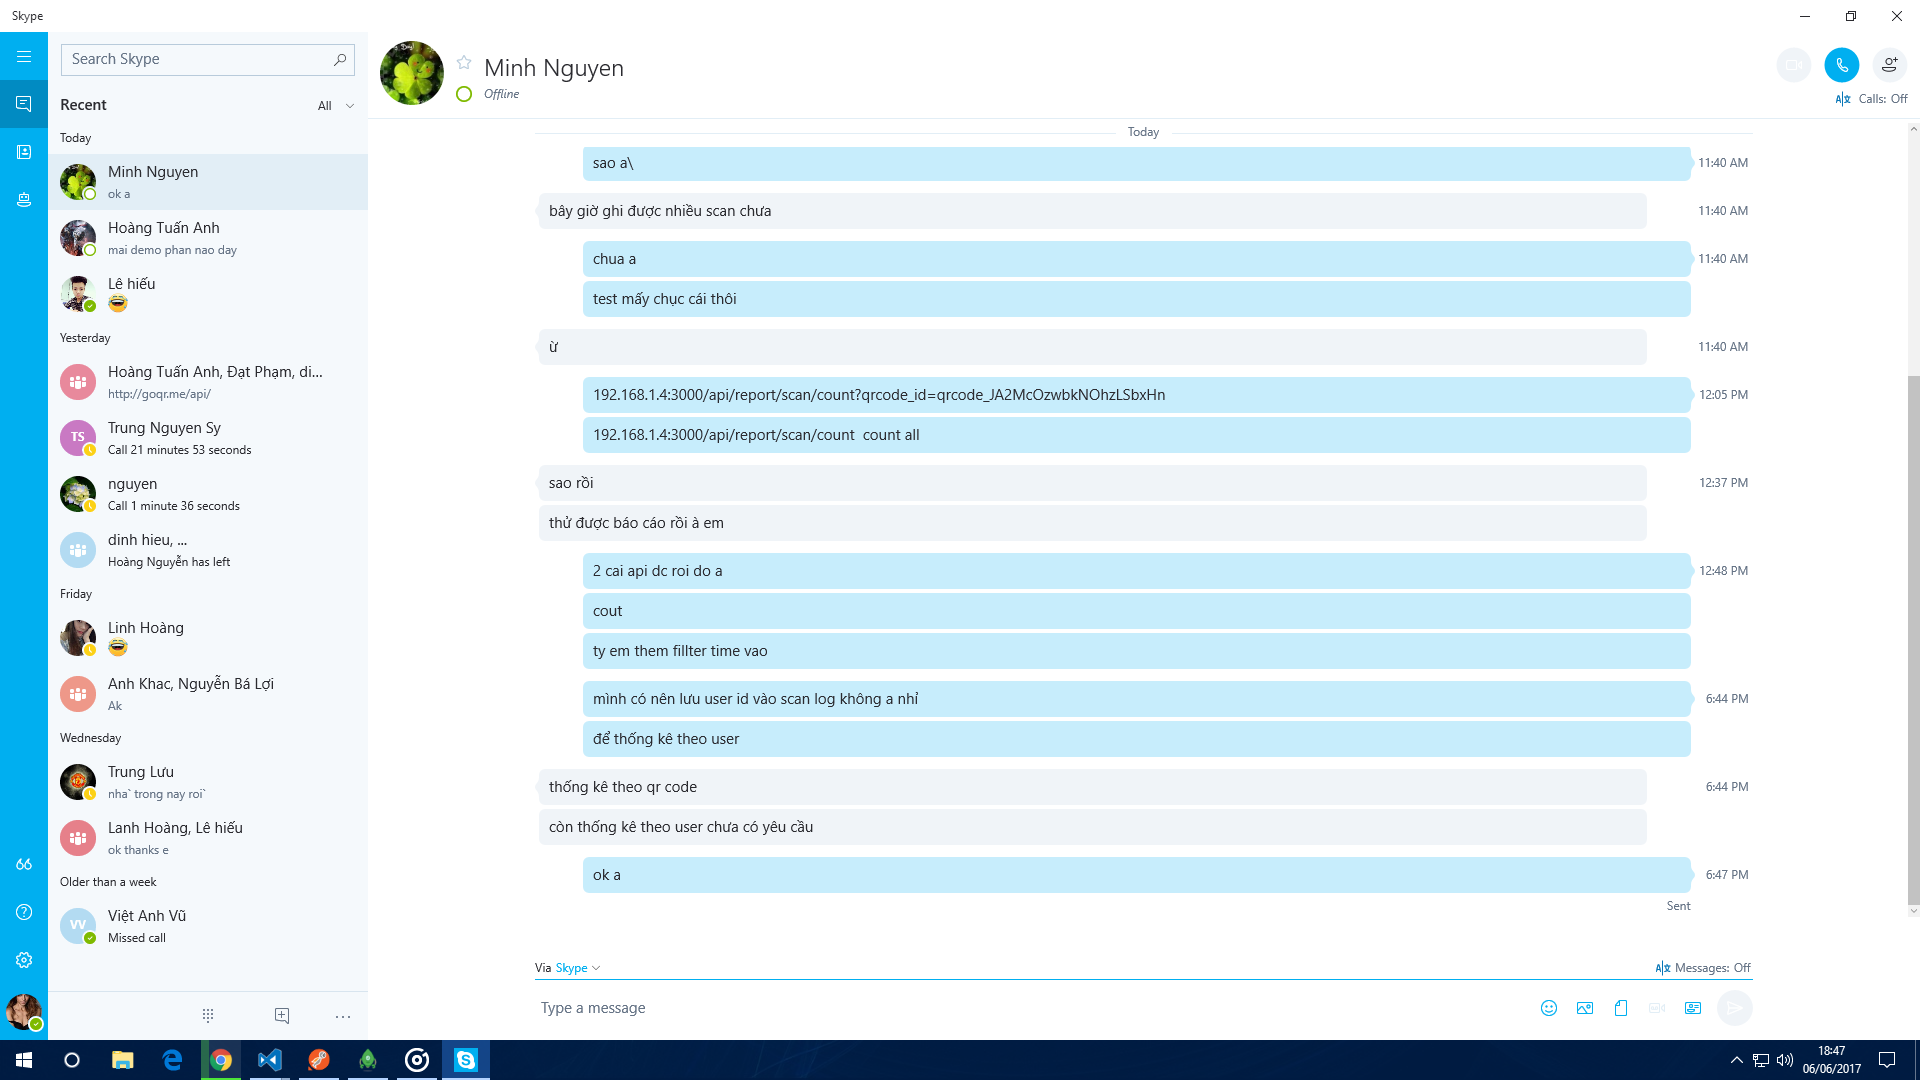 Skype
Search Skype
Recent
All
Today
Minh Nguyen
ok a
Hoàng Tuấn Anh
mai demo phan nao day
Lê hiếu
Yesterday
Hoàng Tuấn Anh, Đạt Phạm, di...
http://goqr.me/api/
TS
Trung Nguyen Sy
Call 21 minutes 53 seconds
nguyen
Call 1 minute 36 seconds
dinh hieu, ...
Hoàng Nguyễn has left
Friday
Linh Hoàng
Anh Khac, Nguyễn Bá Lợi
Ak
Wednesday
Trung Lưu
nha` trong nay roi`
Lanh Hoàng, Lê hiếu
ok thanks e
Older than a week
VV
Việt Anh Vũ
Missed call
Minh Nguyen
Offline
Calls: Off
Today
sao a\ 11:40 AM
bây giờ ghi được nhiều scan chưa 11:40 AM
chua a 11:40 AM
test mấy chục cái thôi
ừ 11:40 AM
192.168.1.4:3000/api/report/scan/count?qrcode_id=qrcode_JA2McOzwbkNOhzLSbxHn 12:05 PM
192.168.1.4:3000/api/report/scan/count  count all
sao rồi 12:37 PM
thử được báo cáo rồi à em
2 cai api dc roi do a 12:48 PM
cout
ty em them fillter time vao
mình có nên lưu user id vào scan log không a nhỉ 6:44 PM
để thống kê theo user
thống kê theo qr code 6:44 PM
còn thống kê theo user chưa có yêu cầu
ok a 6:47 PM
Sent
Via Skype
Messages: Off
Type a message
18:47
06/06/2017